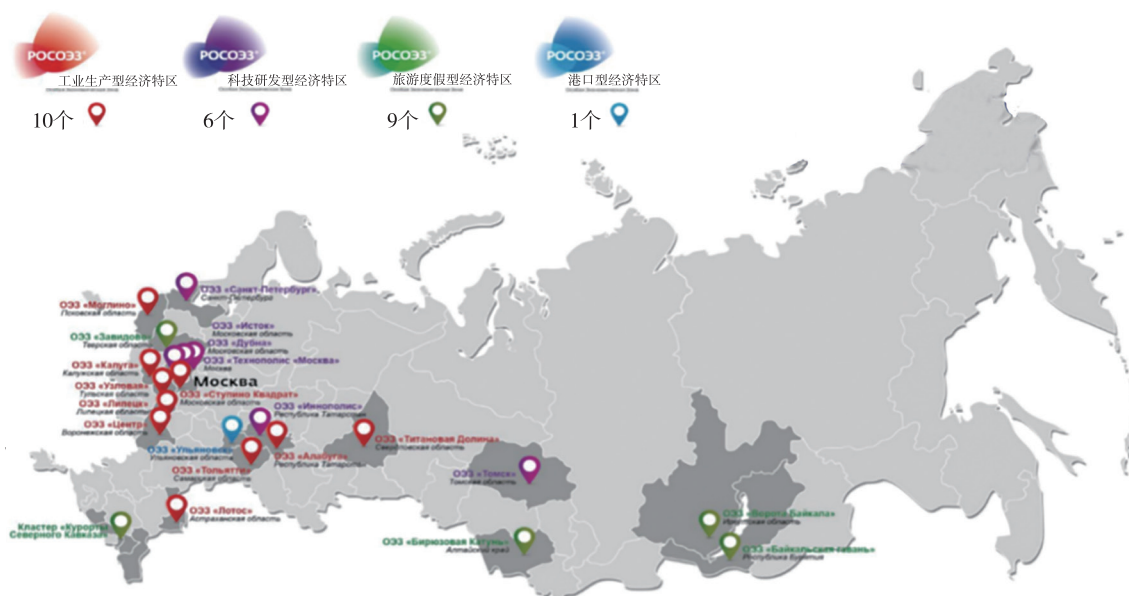 РОСОЭЗ
工业生产型经济特区
10个
РОСОЭЗ
科技研发型经济特区
6个
РОСОЭЗ
旅游度假型经济特区
9个
РОСОЭЗ
港口型经济特区
1个
ОЭЗ «Санкт-Петербург»,
Санкт-Петербург
ОЭЗ «Моглино»
Псковская область
ОЭЗ «Исток»
Московская область
ОЭЗ «Завидово»
Тверская область
ОЭЗ «Дубна»
Московская область
ОЭЗ «Технополис «Москва»
Москва
ОЭЗ «Калуга»
Калужская область
Москва
ОЭЗ «Узловая»
Тульская область
ОЭЗ «Ступино Квадрат»
Московская область
ОЭЗ «Липецк»
Липецкая область
ОЭЗ «Иннополис»
Республика Татарстан
ОЭЗ «Центр»
Воронежская область
ОЭЗ «Титановая Долина»
Свердловская область
ОЭЗ «Ульяновск»
Ульяновская область
ОЭЗ «Алабуга»
Республика Татарстан
ОЭЗ «Тольятти»
Самарская область
ОЭЗ «Томск»
Томская область
ОЭЗ «Лотос»
Астраханская область
Кластер «Курорты
Северного Кавказа»
ОЭЗ «Ворота Байкала»
Иркутская область
ОЭЗ «Бирюзовая Катунь»
Алтайский край
ОЭЗ «Байкальская гавань»
Республика Бурятия